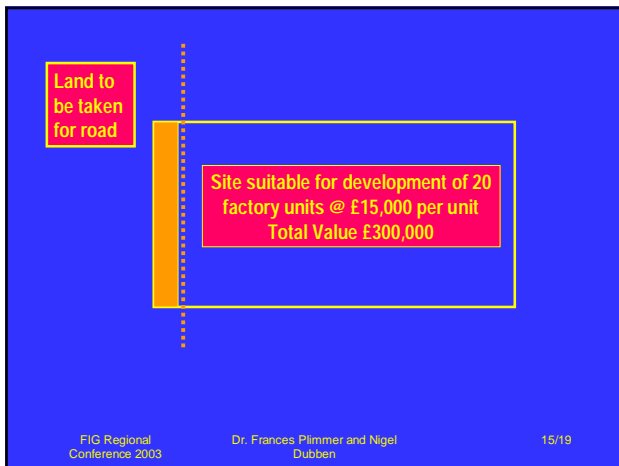 Land to
be taken
for road
Site suitable for development of 20
factory units @ £15,000 per unit
Total Value £300,000
FIG Regional
Conference 2003
Dr. Frances Plimmer and Nigel
Dubben
15/19